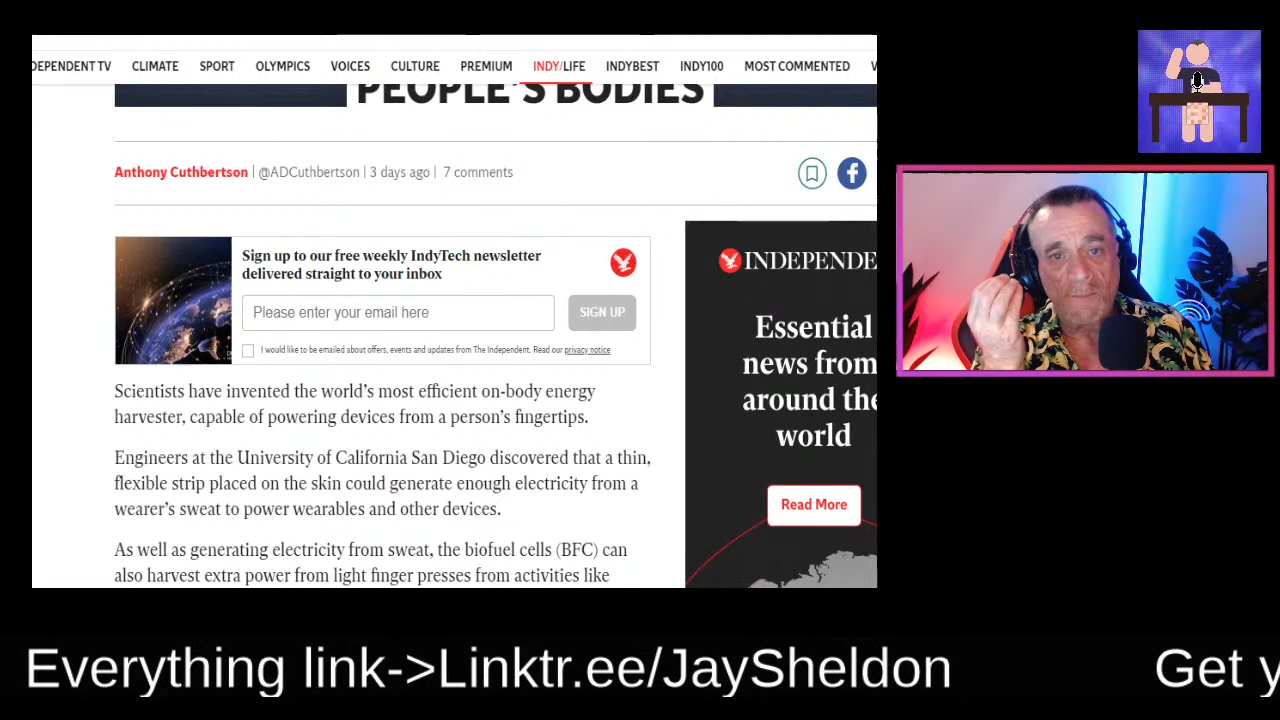 DEPENDENT TV CLIMATE SPORT OLYMPICS VOICES CULTURE PREMIUM INDY/LIFE INDYBEST INDY100 MOST COMMENTED V
PEOPLE'S BODIES
Anthony Cuthbertson | @ADCuthbertson | 3 days ago | 7 comments
Sign up to our free weekly IndyTech newsletter
delivered straight to your inbox
Please enter your email here
SIGN UP
I would like to be emailed about offers, events and updates from The Independent. Read our privacy notice
Scientists have invented the world's most efficient on-body energy
harvester, capable of powering devices from a person's fingertips.
Engineers at the University of California San Diego discovered that a thin,
flexible strip placed on the skin could generate enough electricity from a
wearer's sweat to power wearables and other devices.
As well as generating electricity from sweat, the biofuel cells (BFC) can
also harvest extra power from light finger presses from activities like
INDEPENDE
Essential
news from
around the
world
Read More
Everything link->Linktr.ee/JaySheldon Get y